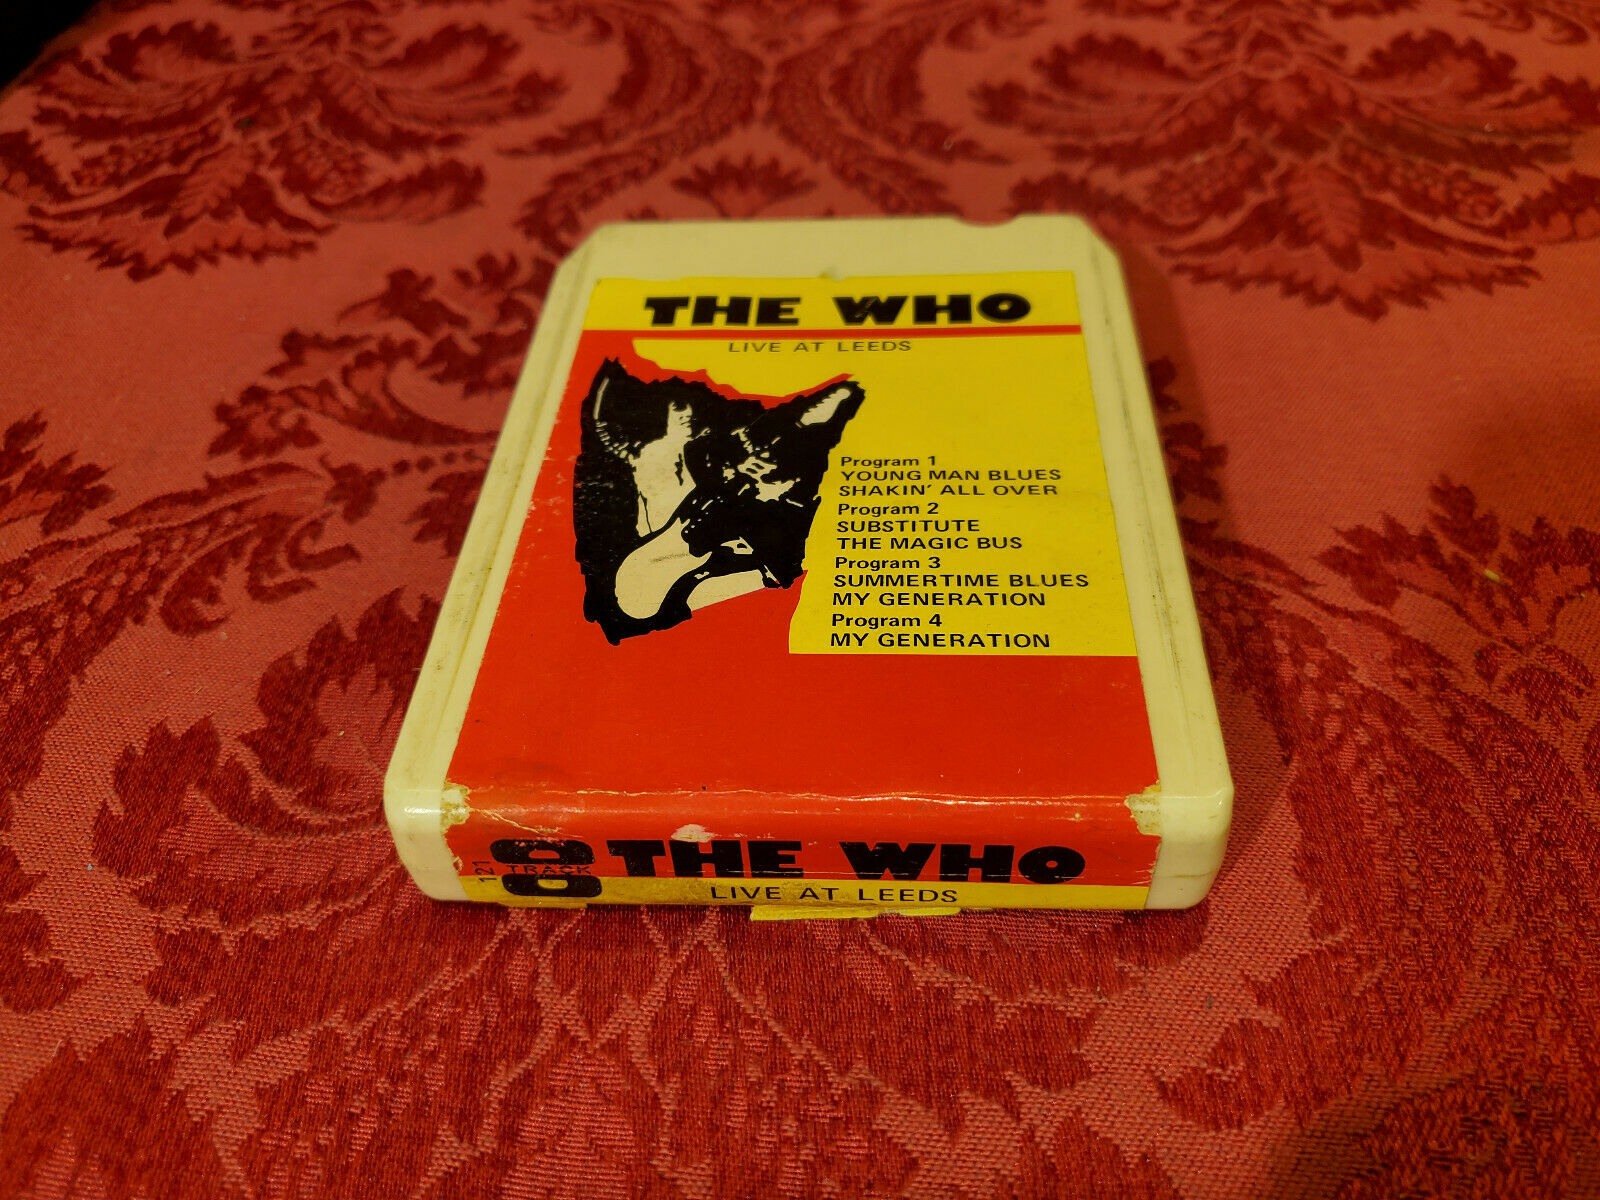 THE WHO
LIVE AT LEEDS
Program 1
YOUNG MAN BLUES
SHAKIN' ALL OVER
Program 2
SUBSTITUTE
THE MAGIC BUS
Program 3
SUMMERTIME BLUES
MY GENERATION
Program 4
MY GENERATION
121
8 TRACK
THE WHO
LIVE AT LEEDS